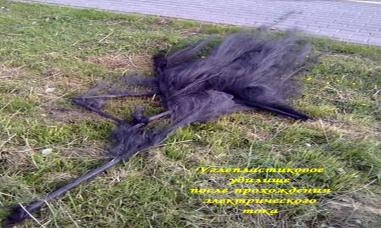 Углепластиковое
удилище
после прохождения
электрического
тока